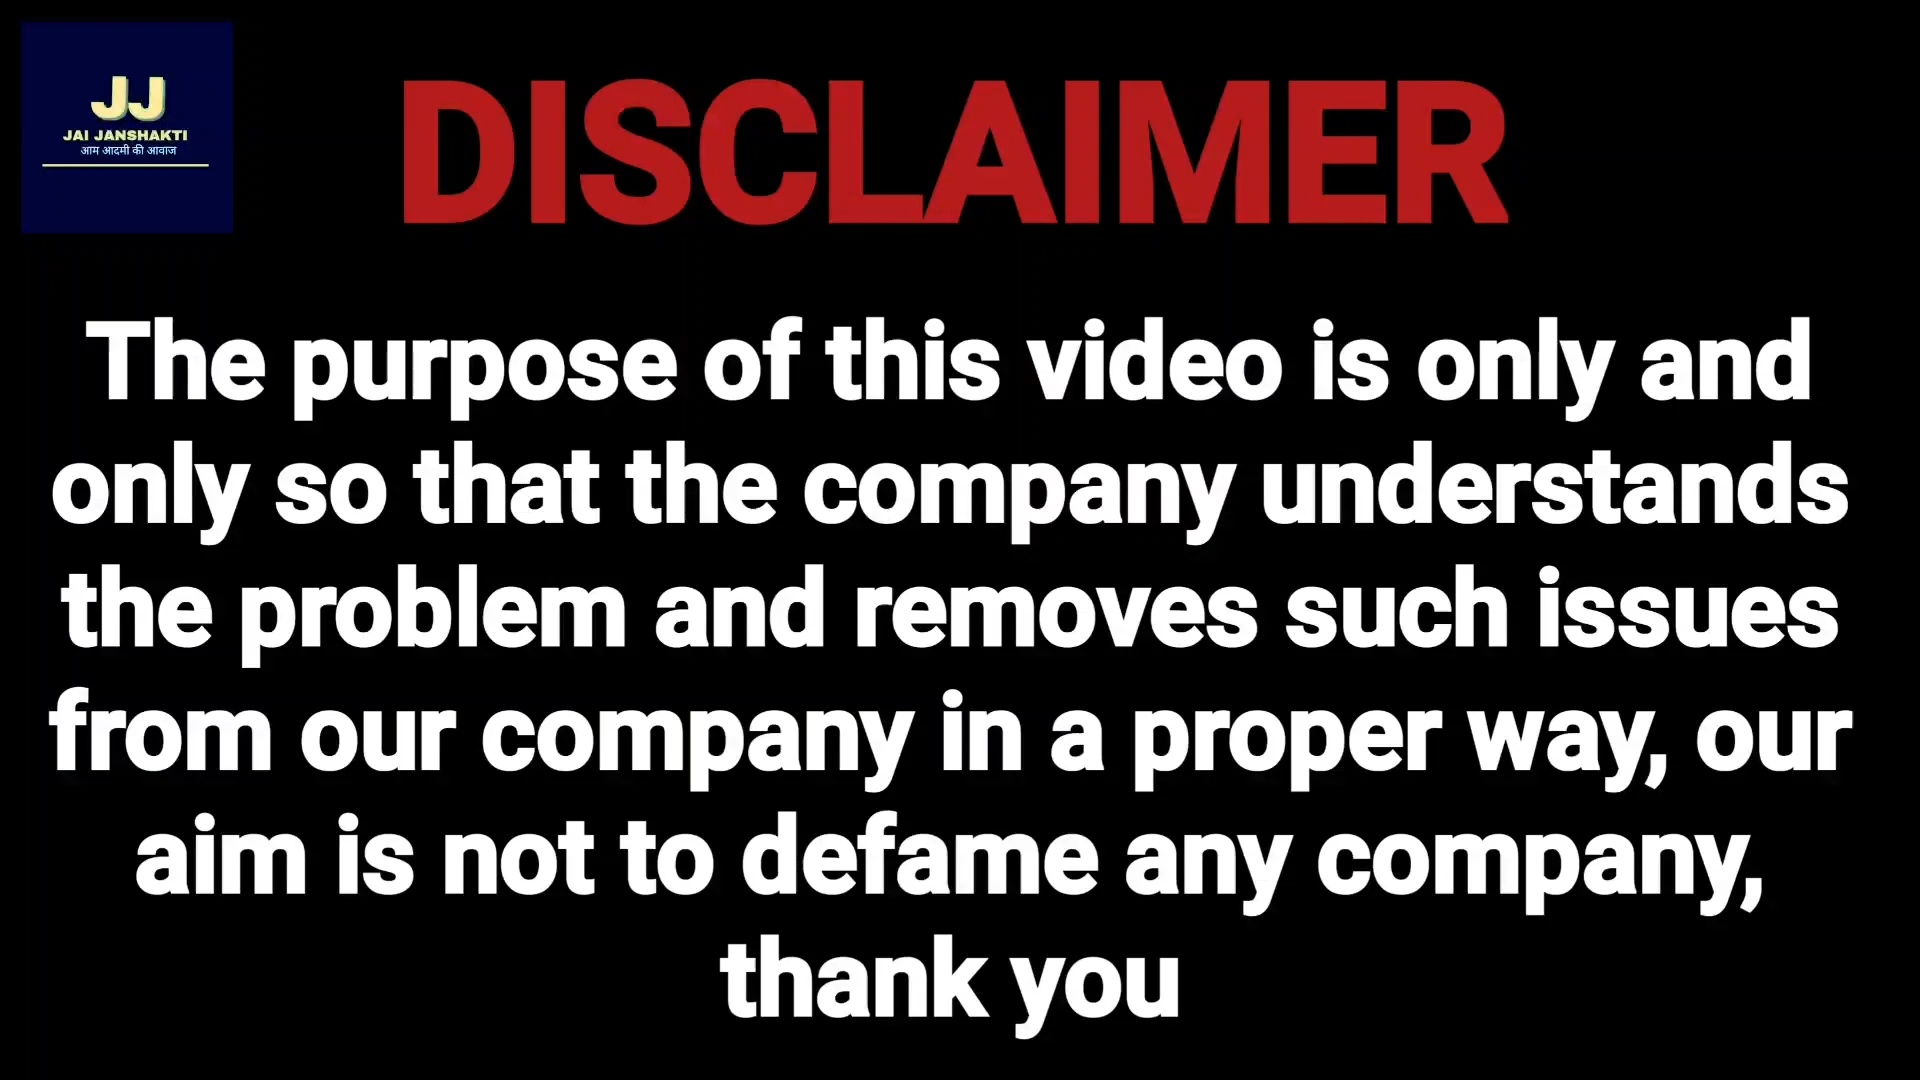 JJ
JAI JANSHAKTI
आम आदमी की आवाज
DISCLAIMER
The purpose of this video is only and
only so that the company understands
the problem and removes such issues
from our company in a proper way, our
aim is not to defame any company,
thank you